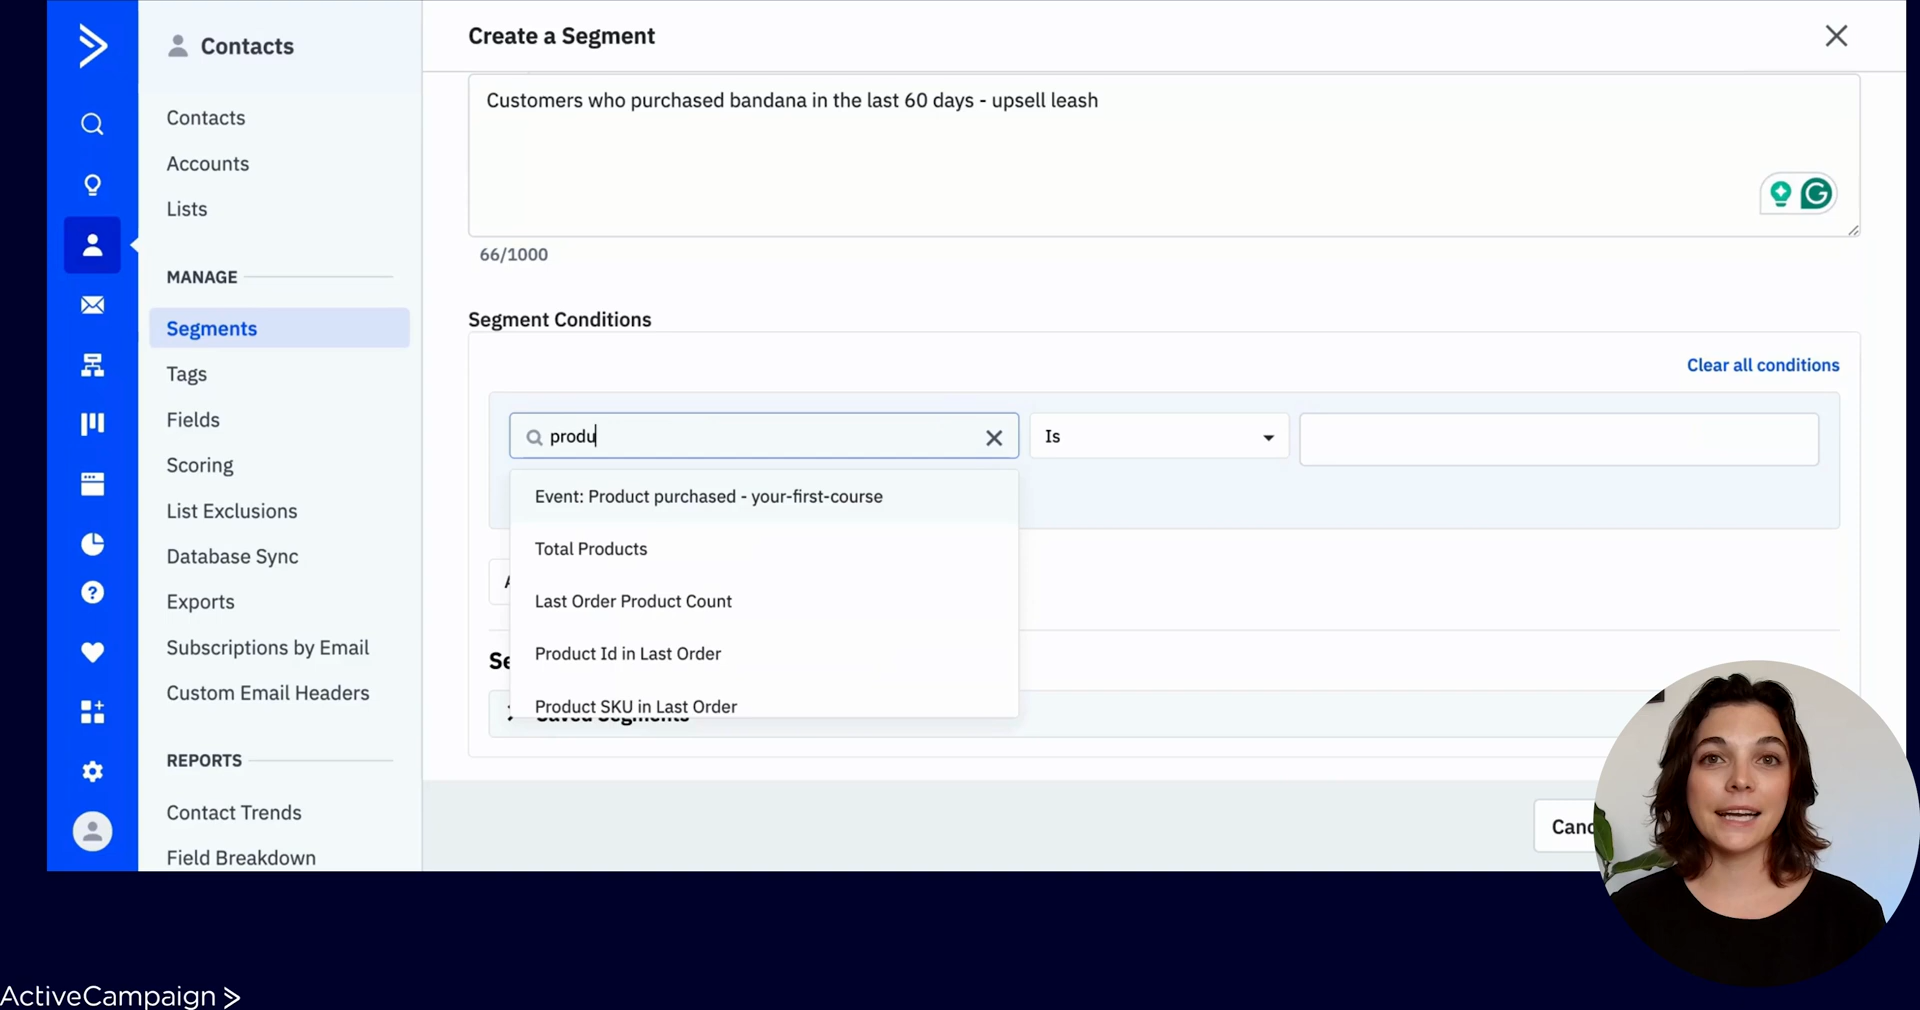 Contacts
Contacts
Accounts
Lists
MANAGE
Segments
Tags
Fields
Scoring
List Exclusions
Database Sync
Exports
Subscriptions by Email
Custom Email Headers
REPORTS
Contact Trends
Field Breakdown
Create a Segment
Customers who purchased bandana in the last 60 days - upsell leash
66/1000
Segment Conditions
Clear all conditions
produ
Is
Event: Product purchased - your-first-course
Total Products
Last Order Product Count
Product Id in Last Order
Product SKU in Last Order
Saved Segments
ActiveCampaign